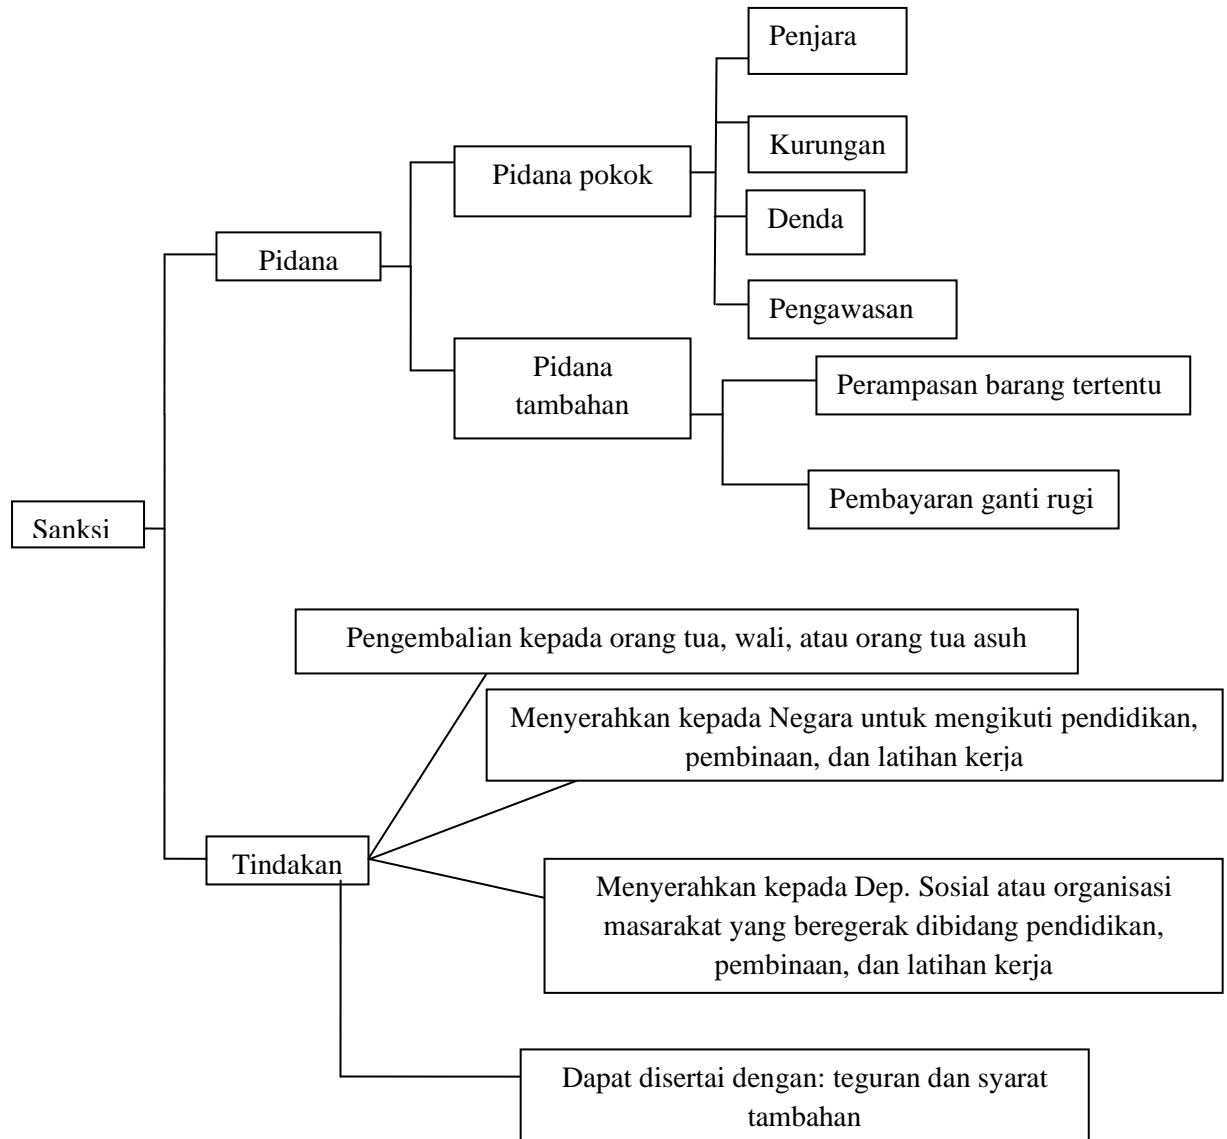 Penjara
Kurungan
Pidana pokok
Denda
Pidana
Pengawasan
Pidana
tambahan
Perampasan barang tertentu
Pembayaran ganti rugi
Sanksi
Pengembalian kepada orang tua, wali, atau orang tua asuh
Menyerahkan kepada Negara untuk mengikuti pendidikan,
pembinaan, dan latihan kerja
Tindakan
Menyerahkan kepada Dep. Sosial atau organisasi
masarakat yang beregerak dibidang pendidikan,
pembinaan, dan latihan kerja
Dapat disertai dengan: teguran dan syarat
tambahan